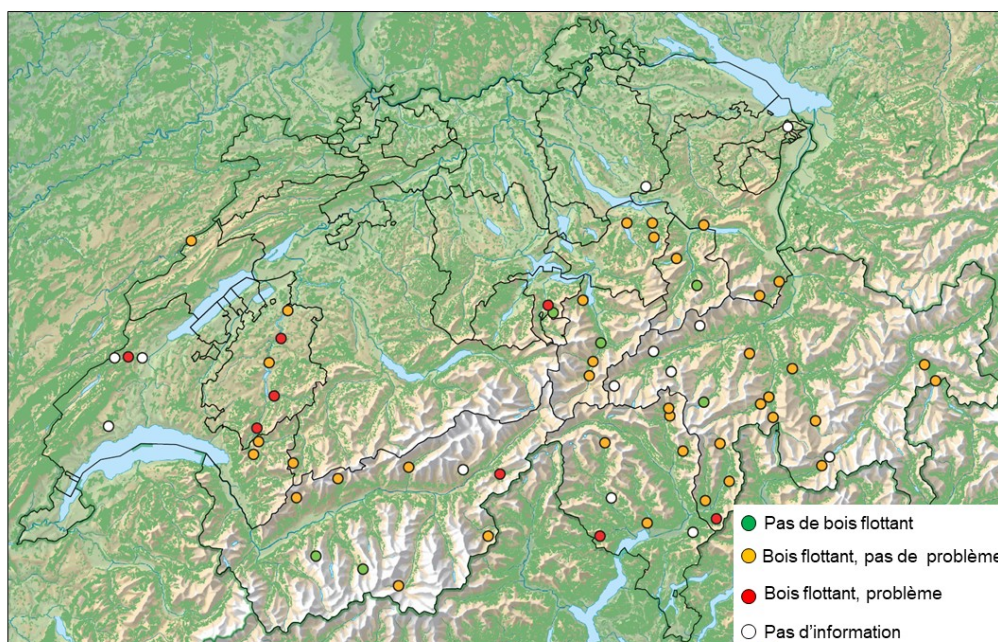 Pas de bois flottant
Bois flottant, pas de problème
Bois flottant, problème
Pas d'information